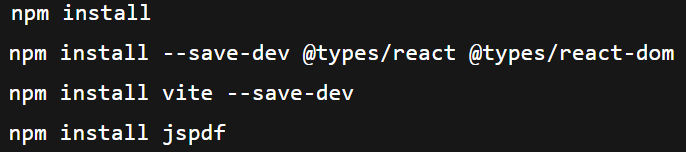 npm install
npm install --save-dev @types/react @types/react-dom
npm install vite --save-dev
npm install jspdf